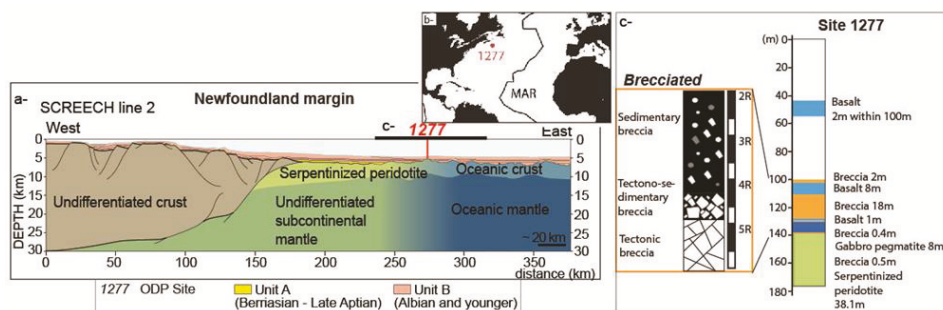 b-
1277
MAR
a-
SCREECH line 2
Newfoundland margin
c-
1277
West
East
0
5
10
15
20
25
30
DEPTH (km)
0
5
10
15
20
25
30
Undifferentiated crust
Serpentinized peridotite
Undifferentiated
subcontinental
mantle
Oceanic crust
Oceanic mantle
~ 20 km
0
50
100
150
200
250
300
350
distance (km)
1277 ODP Site
Unit A
(Berriasian - Late Aptian)
Unit B
(Albian and younger)
c-
Site 1277
Brecciated
Sedimentary
breccia
Tectono-se-
dimentary
breccia
Tectonic
breccia
2R
3R
4R
5R
(m)
0
20
40
60
80
100
120
140
160
180
Basalt
2m within 100m
Breccia 2m
Basalt 8m
Breccia 18m
Basalt 1m
Breccia 0.4m
Gabbro pegmatite 8m
Breccia 0.5m
Serpentinized
peridotite
38.1m